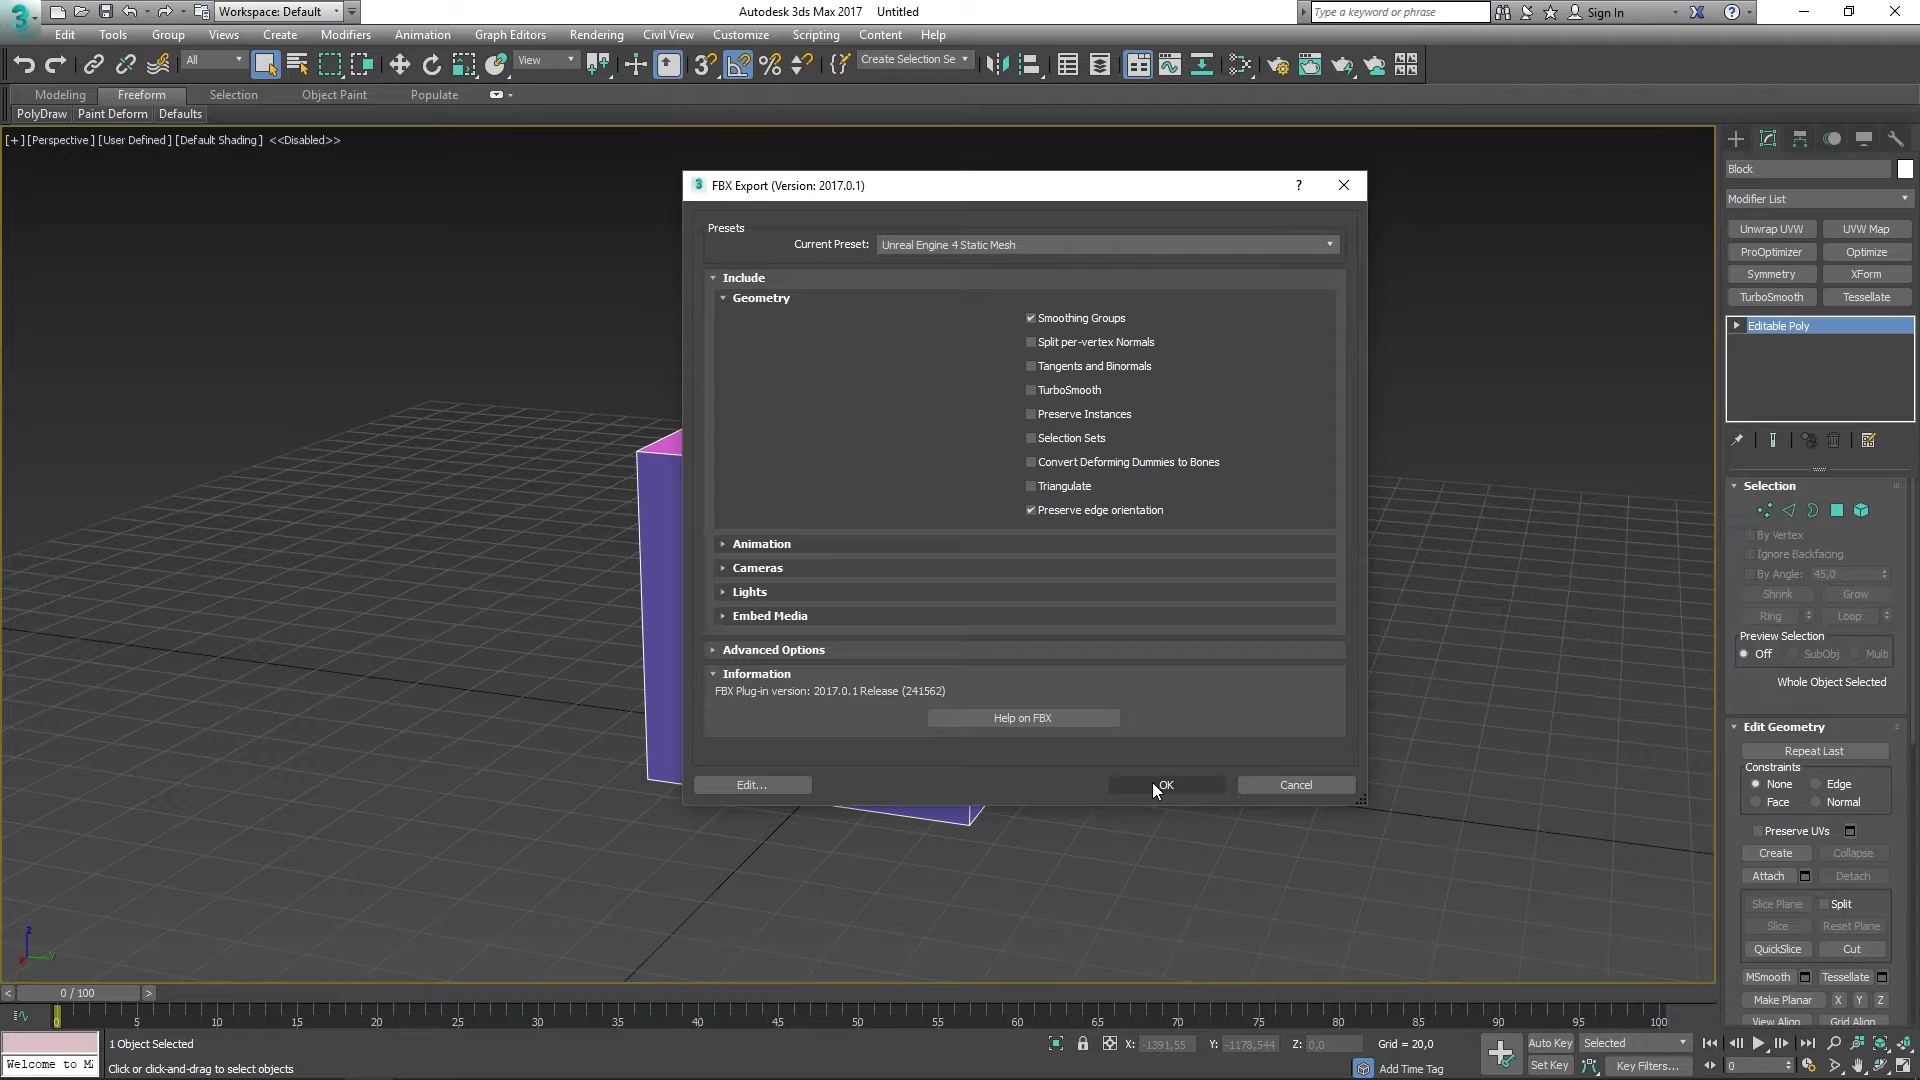 Workspace: Default
Autodesk 3ds Max 2017 Untitled
Type a keyword or phrase
Sign In
Edit Tools Group Views Create Modifiers Animation Graph Editors Rendering Civil View Customize Scripting Content Help
All
View
Create Selection Se
Modeling Freeform Selection Object Paint Populate
PolyDraw Paint Deform Defaults
[+] [Perspective] [User Defined] [Default Shading] <<Disabled>>
FBX Export (Version: 2017.0.1)
Presets
Current Preset: Unreal Engine 4 Static Mesh
Include
Geometry
Smoothing Groups
Split per-vertex Normals
Tangents and Binormals
TurboSmooth
Preserve Instances
Selection Sets
Convert Deforming Dummies to Bones
Triangulate
Preserve edge orientation
Animation
Cameras
Lights
Embed Media
Advanced Options
Information
FBX Plug-in version: 2017.0.1 Release (241562)
Help on FBX
Edit...
OK
Cancel
Block
Modifier List
Unwrap UVW UVW Map
ProOptimizer Optimize
Symmetry XForm
TurboSmooth Tessellate
Editable Poly
Selection
By Vertex
Ignore Backfacing
By Angle: 45,0
Shrink Grow
Ring Loop
Preview Selection
Off SubObj Multi
Whole Object Selected
Edit Geometry
Repeat Last
Constraints
None Edge
Face Normal
Preserve UVs
Create Collapse
Attach Detach
Slice Plane Split
Slice Reset Plane
QuickSlice Cut
MSmooth Tessellate
Make Planar X Y Z
View Align Grid Align
z
x y
< 0 / 100 >
0 5 10 15 20 25 30 35 40 45 50 55 60 65 70 75 80 85 90 95 100
1 Object Selected
X: -1391,55 Y: -1178,544 Z: 0,0 Grid = 20,0
Auto Key Selected
Welcome to M
Click or click-and-drag to select objects
Add Time Tag
Set Key Key Filters...
0